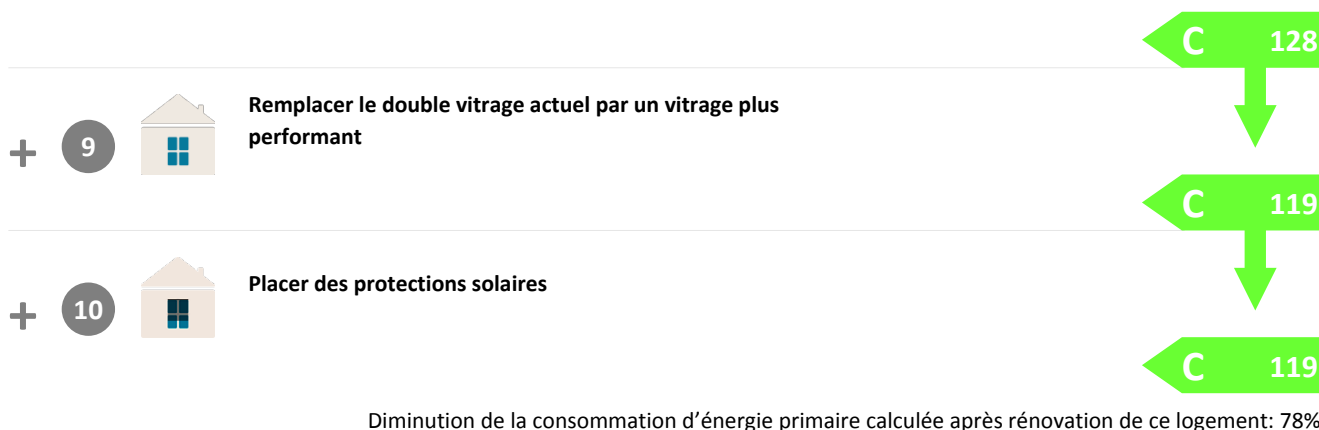 C 128
Remplacer le double vitrage actuel par un vitrage plus
performant
+ 9
C 119
Placer des protections solaires
+ 10
C 119
Diminution de la consommation d’énergie primaire calculée après rénovation de ce logement: 78%